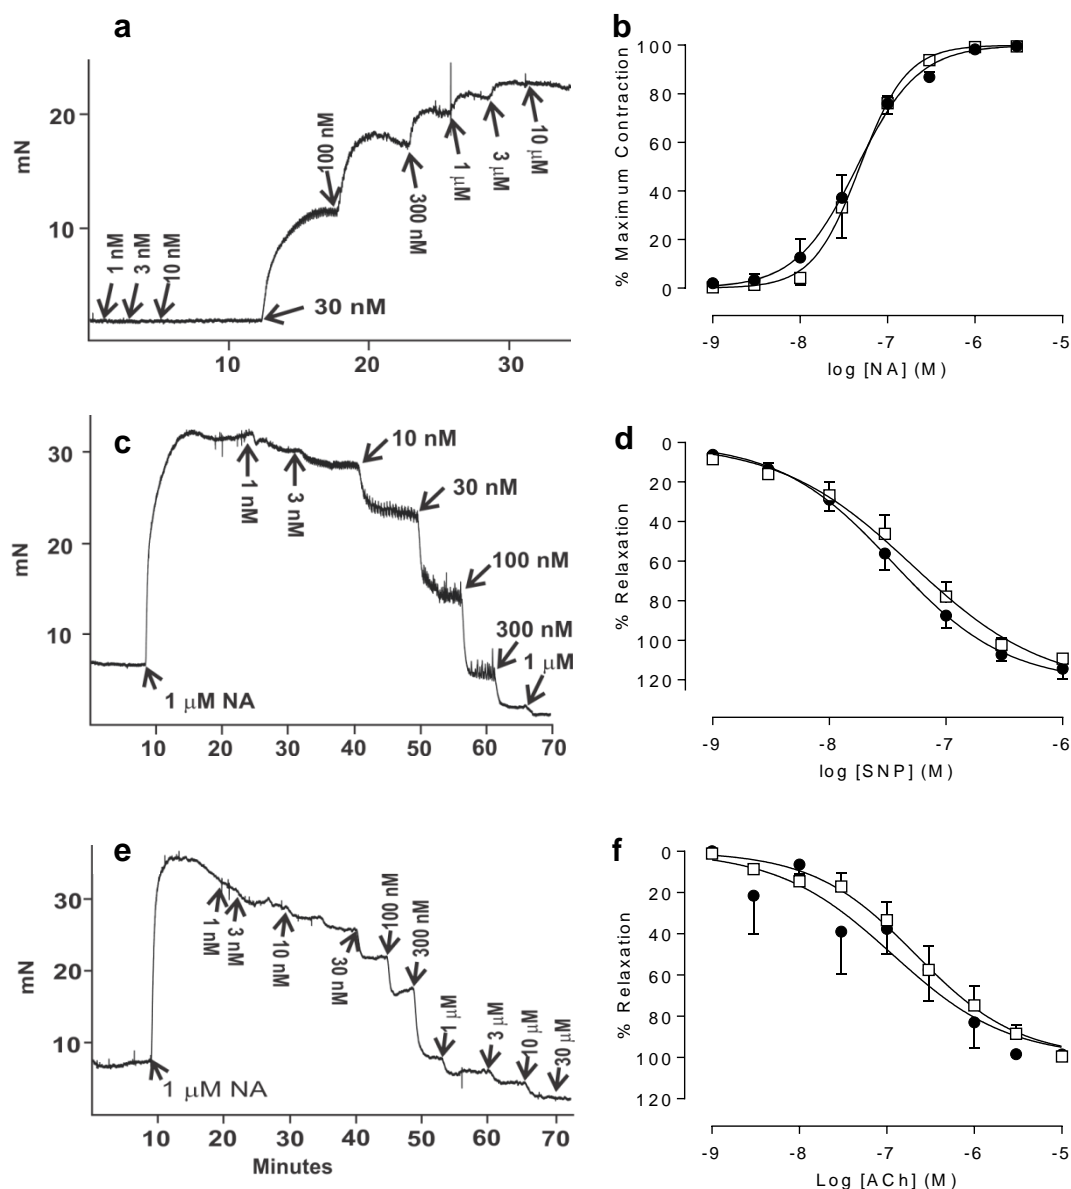 a
mN
20
10
1 nM
3 nM
10 nM
30 nM
100 nM
300 nM
1 μM
3 μM
10 μM
10
20
30
b
% Maximum Contraction
100
80
60
40
20
0
-9
-8
-7
-6
-5
log [NA] (M)
c
mN
30
20
10
1 μM NA
1 nM
3 nM
10 nM
30 nM
100 nM
300 nM
1 μM
10
20
30
40
50
60
70
d
% Relaxation
0
20
40
60
80
100
120
-9
-8
-7
-6
log [SNP] (M)
e
mN
30
20
10
1 μM NA
1 nM
3 nM
10 nM
30 nM
100 nM
300 nM
1 μM
3 μM
10 μM
30 μM
10
20
30
40
50
60
70
Minutes
f
% Relaxation
0
20
40
60
80
100
120
-9
-8
-7
-6
-5
Log [ACh] (M)